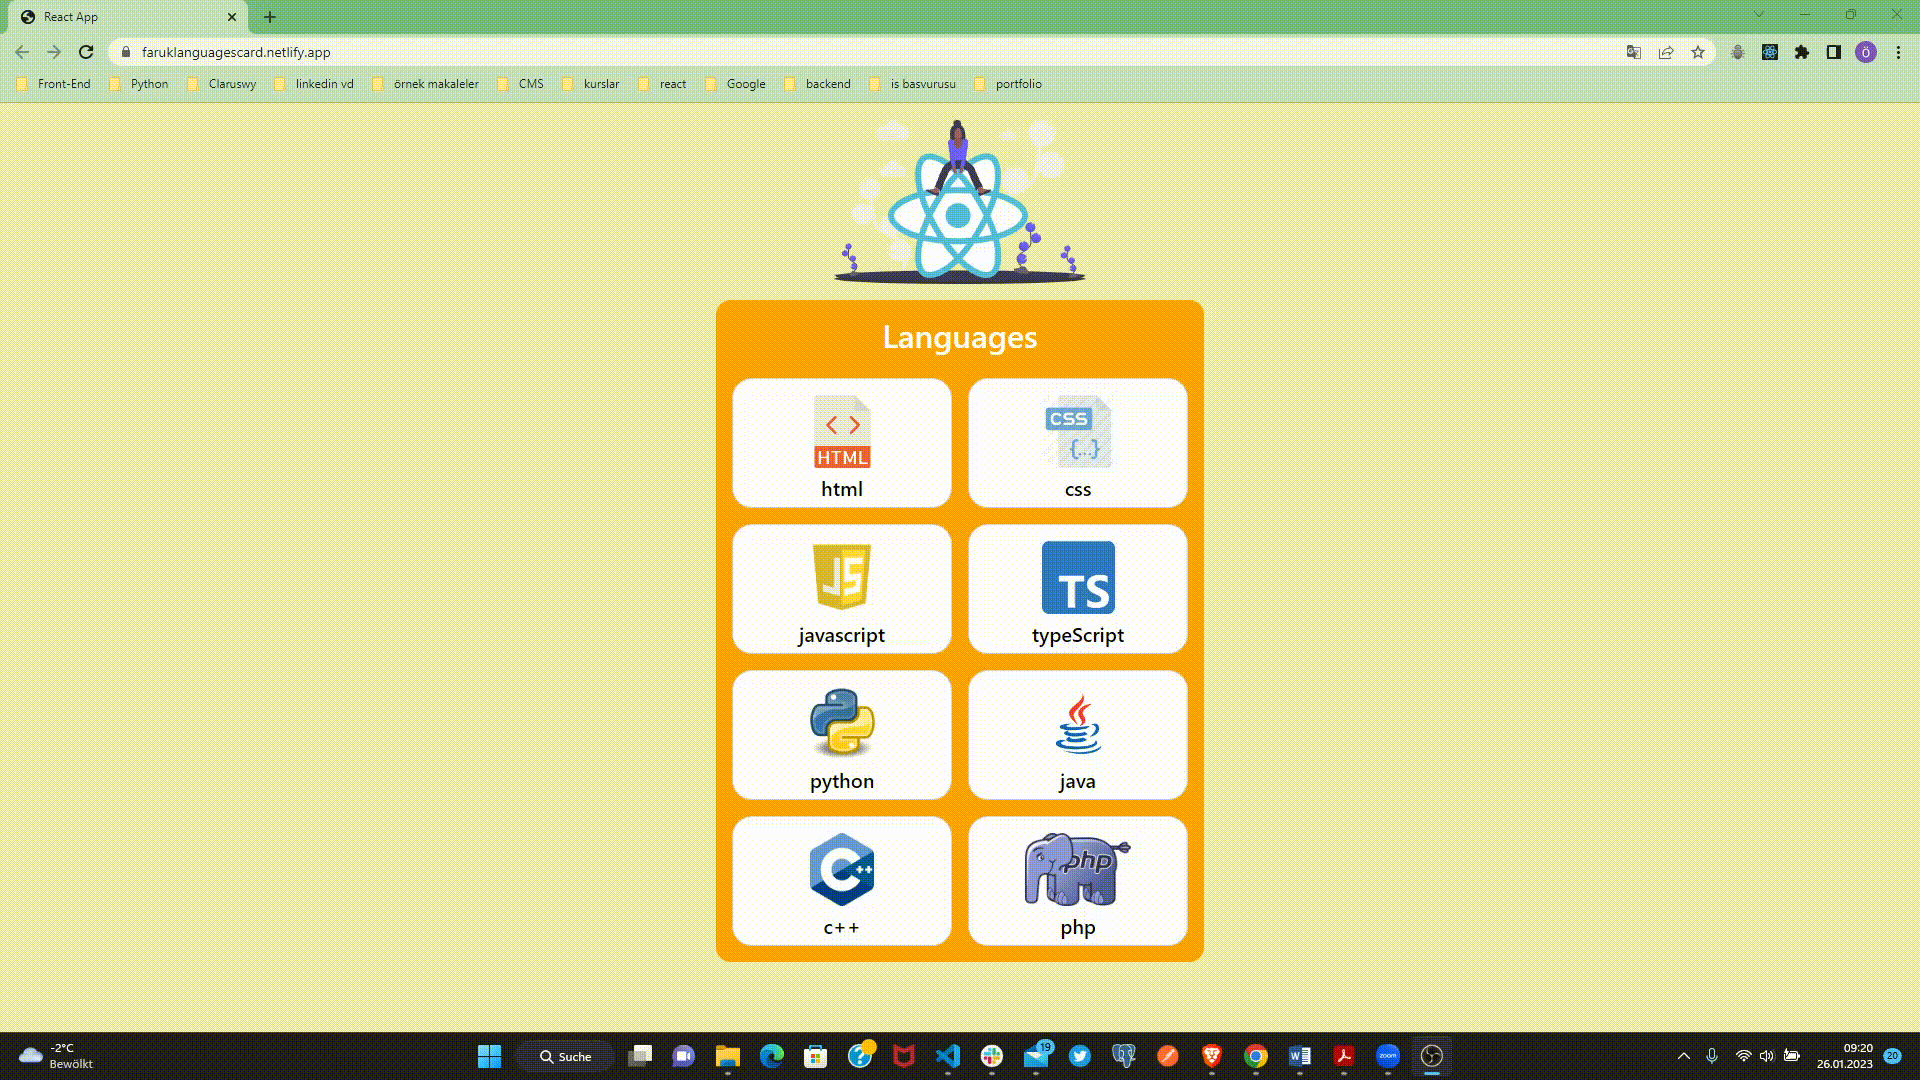 React App
faruklanguagescard.netlify.app
Ö
Front-End Python Claruswy linkedin vd örnek makaleler CMS kurslar react Google backend is basvurusu portfolio
Languages
< >
HTML
html
CSS
{...}
css
JS
javascript
TS
typeScript
python
java
C++
c++
php
php
-2°C
Bewölkt
Suche
19
W
zoom
09:20
26.01.2023
20